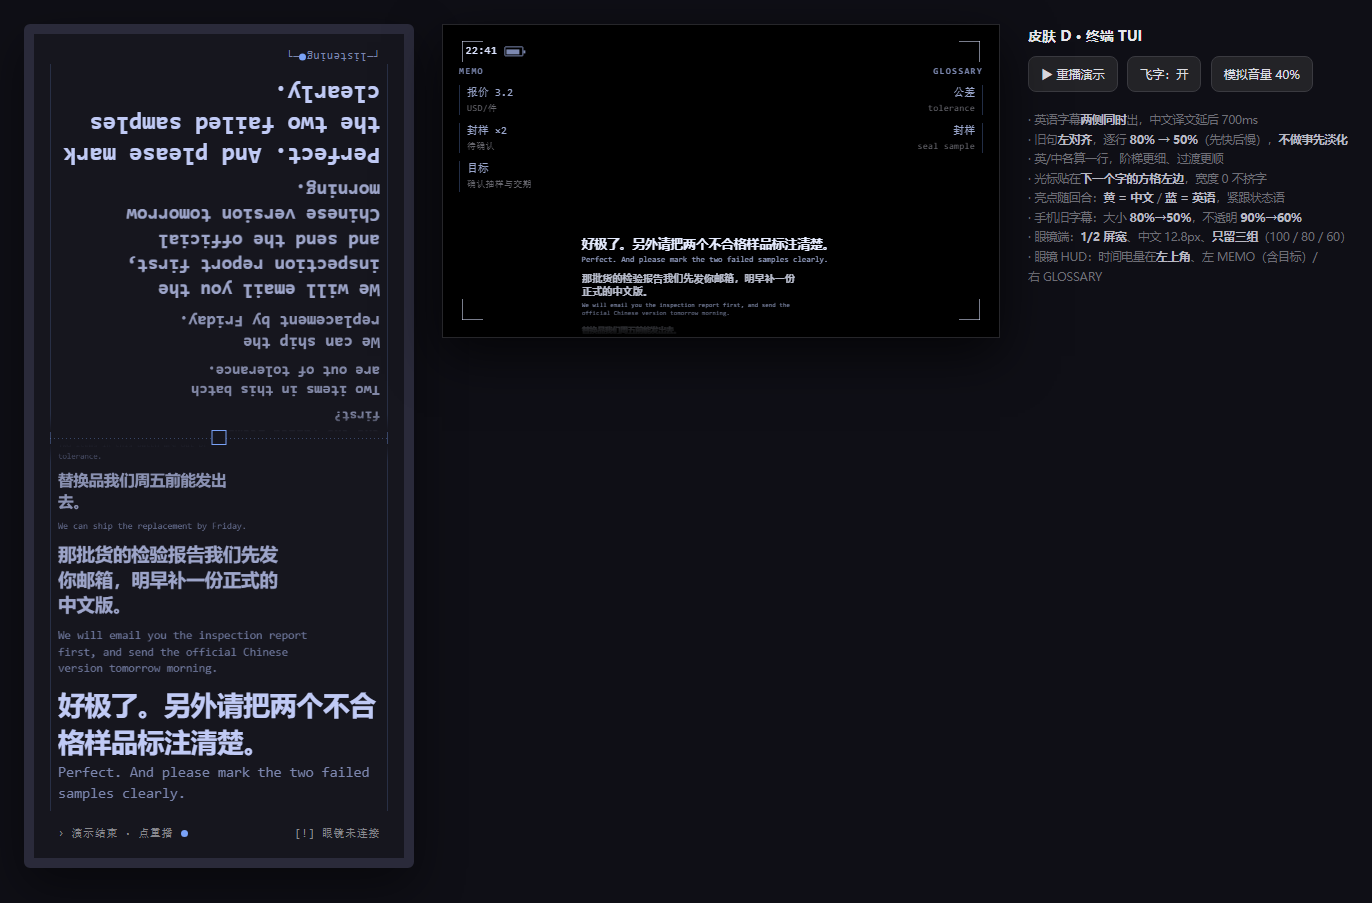 listening
Perfect. And please mark
the two failed samples
clearly.
We will email you the
inspection report first,
and send the official
Chinese version tomorrow
morning.
We can ship the
replacement by Friday.
Two items in this batch
are out of tolerance.
first?
tolerance.
替换品我们周五前能发出
去。
We can ship the replacement by Friday.
那批货的检验报告我们先发
你邮箱，明早补一份正式的
中文版。
We will email you the inspection report
first, and send the official Chinese
version tomorrow morning.
好极了。另外请把两个不合
格样品标注清楚。
Perfect. And please mark the two failed
samples clearly.
› 演示结束 · 点重播
[!] 眼镜未连接
22:41
MEMO
报价 3.2
USD/件
封样 ×2
待确认
目标
确认抽样与交期
GLOSSARY
公差
tolerance
封样
seal sample
好极了。另外请把两个不合格样品标注清楚。
Perfect. And please mark the two failed samples clearly.
那批货的检验报告我们先发你邮箱，明早补一份
正式的中文版。
We will email you the inspection report first, and send the
official Chinese version tomorrow morning.
替换品我们周五前能发出去。
皮肤 D • 终端 TUI
▶ 重播演示
飞字：开
模拟音量 40%
· 英语字幕两侧同时出，中文译文延后 700ms
· 旧句左对齐，逐行 80% → 50%（先快后慢），不做事先淡化
· 英/中各算一行，阶梯更细、过渡更顺
· 光标贴在下一个字的方格左边，宽度 0 不挤字
· 亮点随回合：黄 = 中文 / 蓝 = 英语，紧跟状态语
· 手机旧字幕：大小 80%→50%，不透明 90%→60%
· 眼镜端：1/2 屏宽、中文 12.8px、只留三组（100 / 80 / 60）
· 眼镜 HUD：时间电量在左上角、左 MEMO（含目标）/
右 GLOSSARY